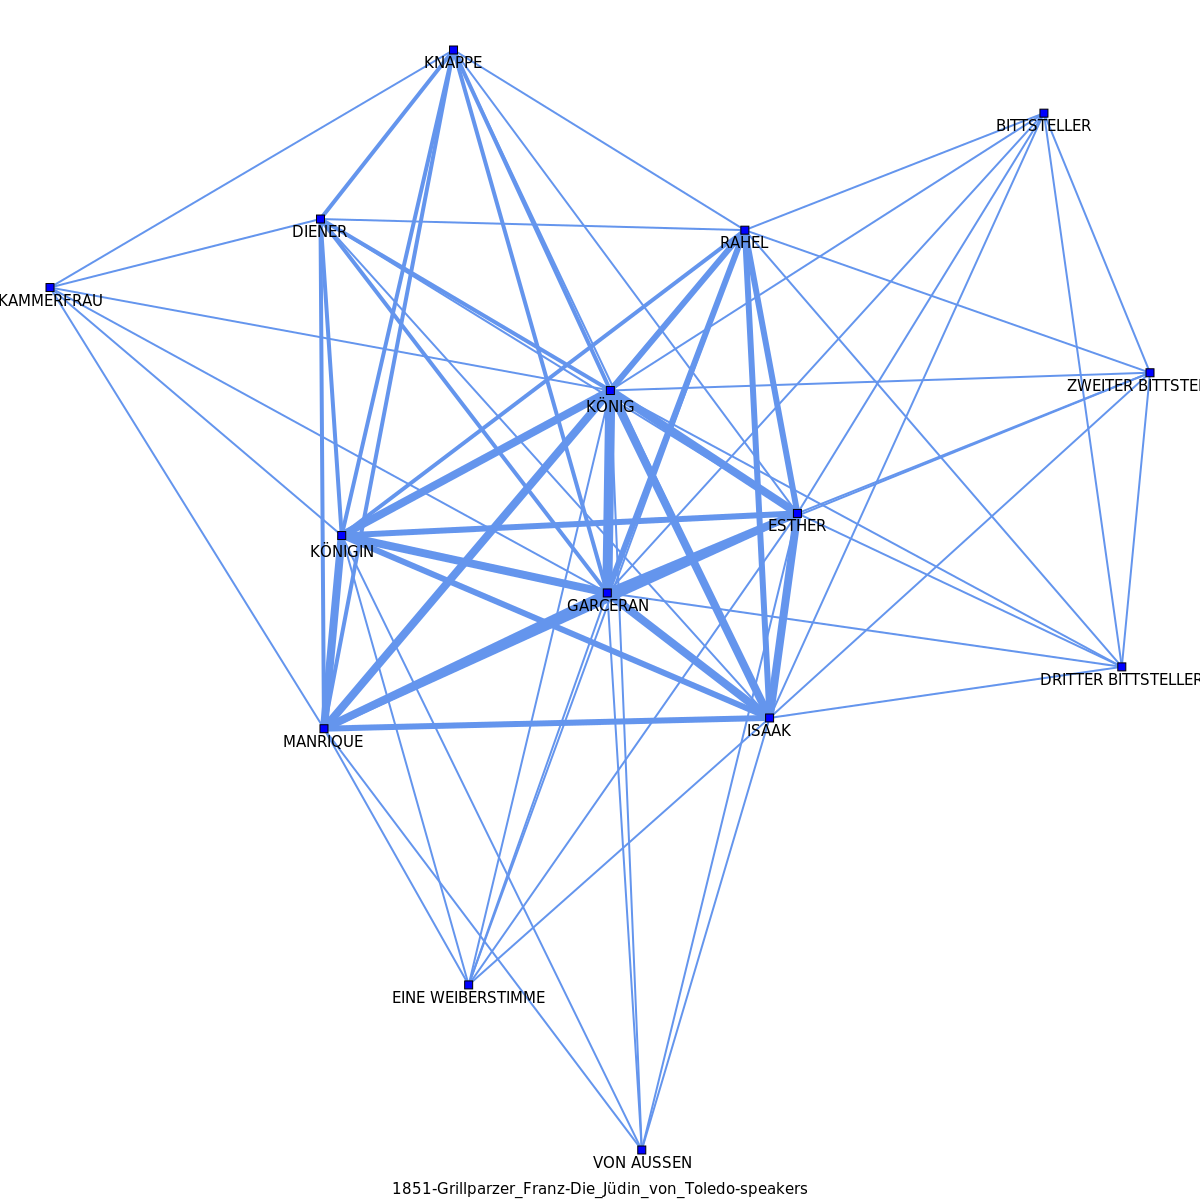 KNAPPE
BITTSTELLER
DIENER
RAHEL
KAMMERFRAU
ZWEITER BITTSTE
KÖNIG
ESTHER
KÖNIGIN
GARCERAN
DRITTER BITTSTELLER
ISAAK
MANRIQUE
EINE WEIBERSTIMME
VON AUSSEN
1851-Grillparzer_Franz-Die_Jüdin_von_Toledo-speakers